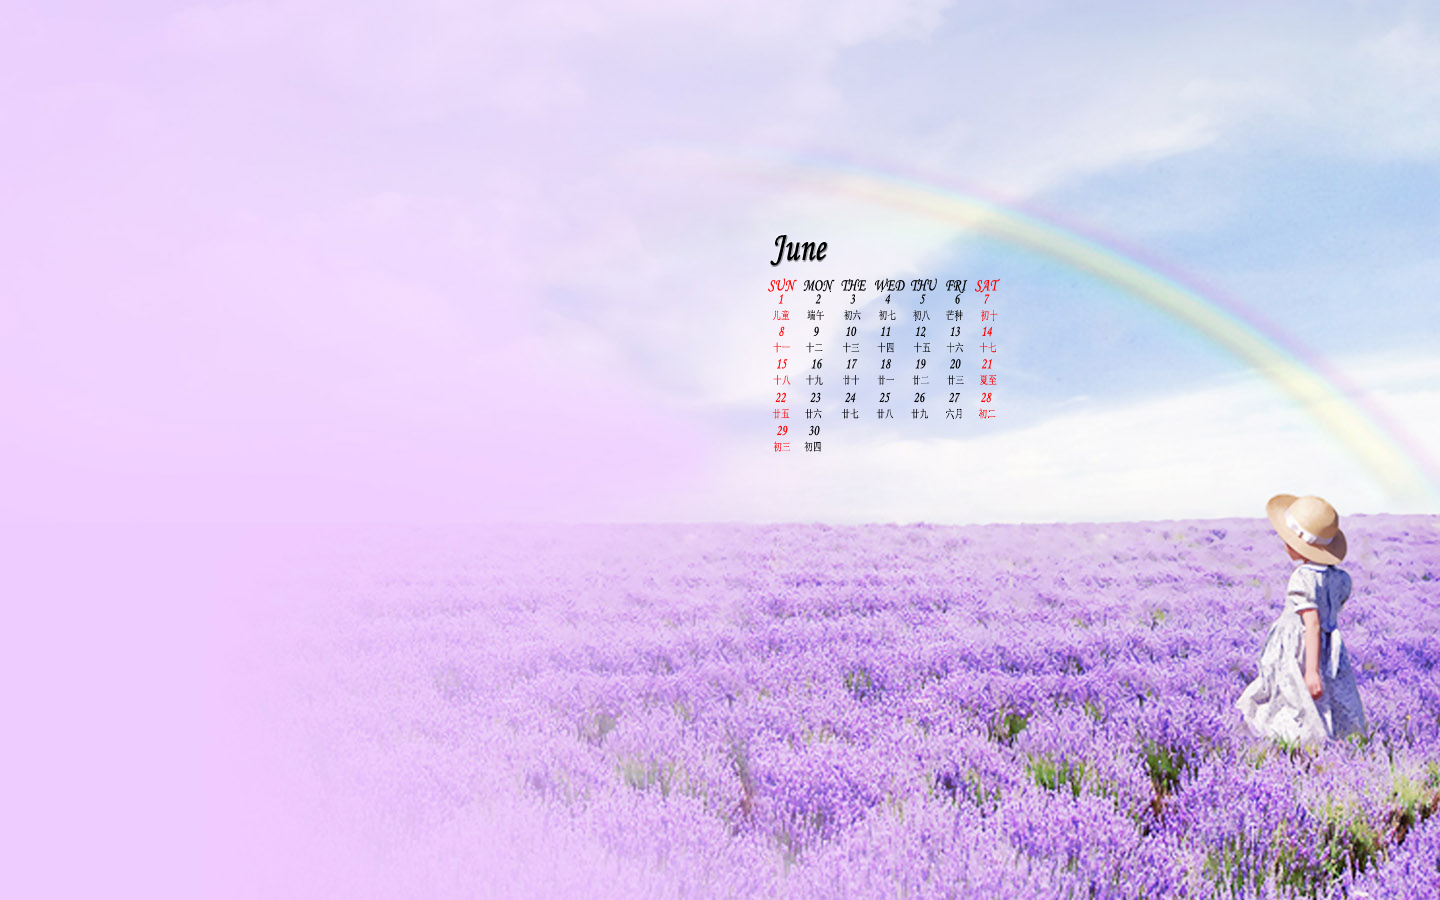 June
SUN MON THE WED THU FRI SAT
1 2 3 4 5 6 7
儿童 端午 初六 初七 初八 芒种 初十
8 9 10 11 12 13 14
十一 十二 十三 十四 十五 十六 十七
15 16 17 18 19 20 21
十八 十九 廿十 廿一 廿二 廿三 夏至
22 23 24 25 26 27 28
廿五 廿六 廿七 廿八 廿九 六月 初二
29 30
初三 初四